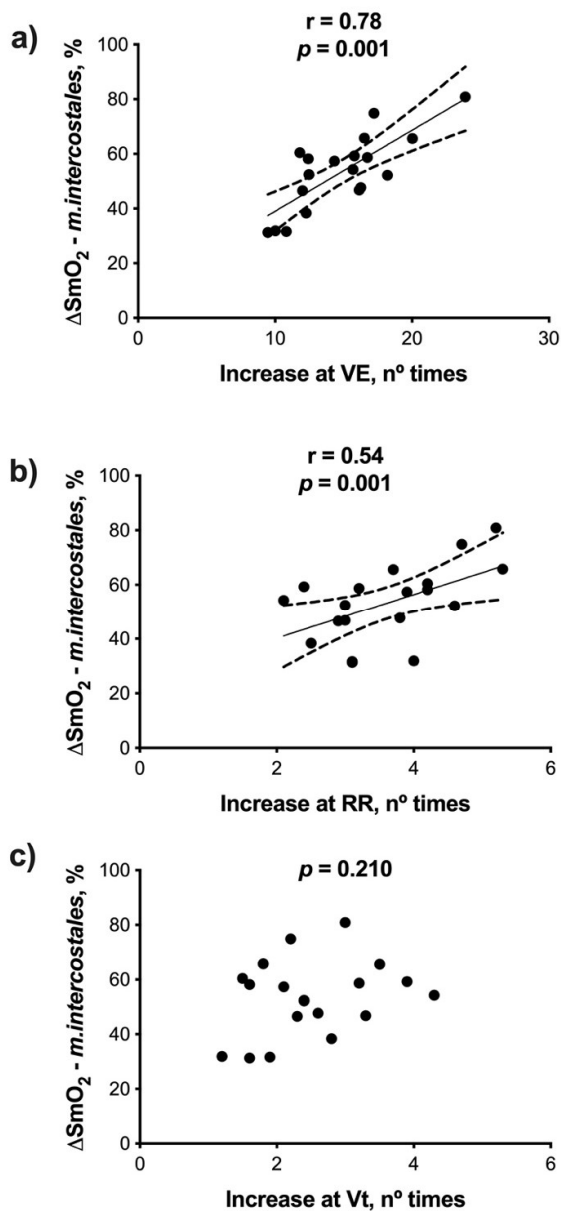 a)
r = 0.78
p = 0.001
ΔSmO₂ - m.intercostales, %
100
80
60
40
20
0
0 10 20 30
Increase at VE, nº times
b)
r = 0.54
p = 0.001
ΔSmO₂ - m.intercostales, %
100
80
60
40
20
0
0 2 4 6
Increase at RR, nº times
c)
p = 0.210
ΔSmO₂ - m.intercostales, %
100
80
60
40
20
0
0 2 4 6
Increase at Vt, nº times